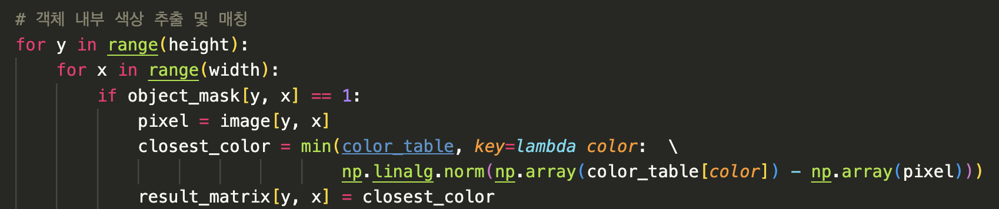 # 객체 내부 색상 추출 및 매칭
for y in range(height):
    for x in range(width):
        if object_mask[y, x] == 1:
            pixel = image[y, x]
            closest_color = min(color_table, key=lambda color:  \
                                np.linalg.norm(np.array(color_table[color]) - np.array(pixel)))
            result_matrix[y, x] = closest_color